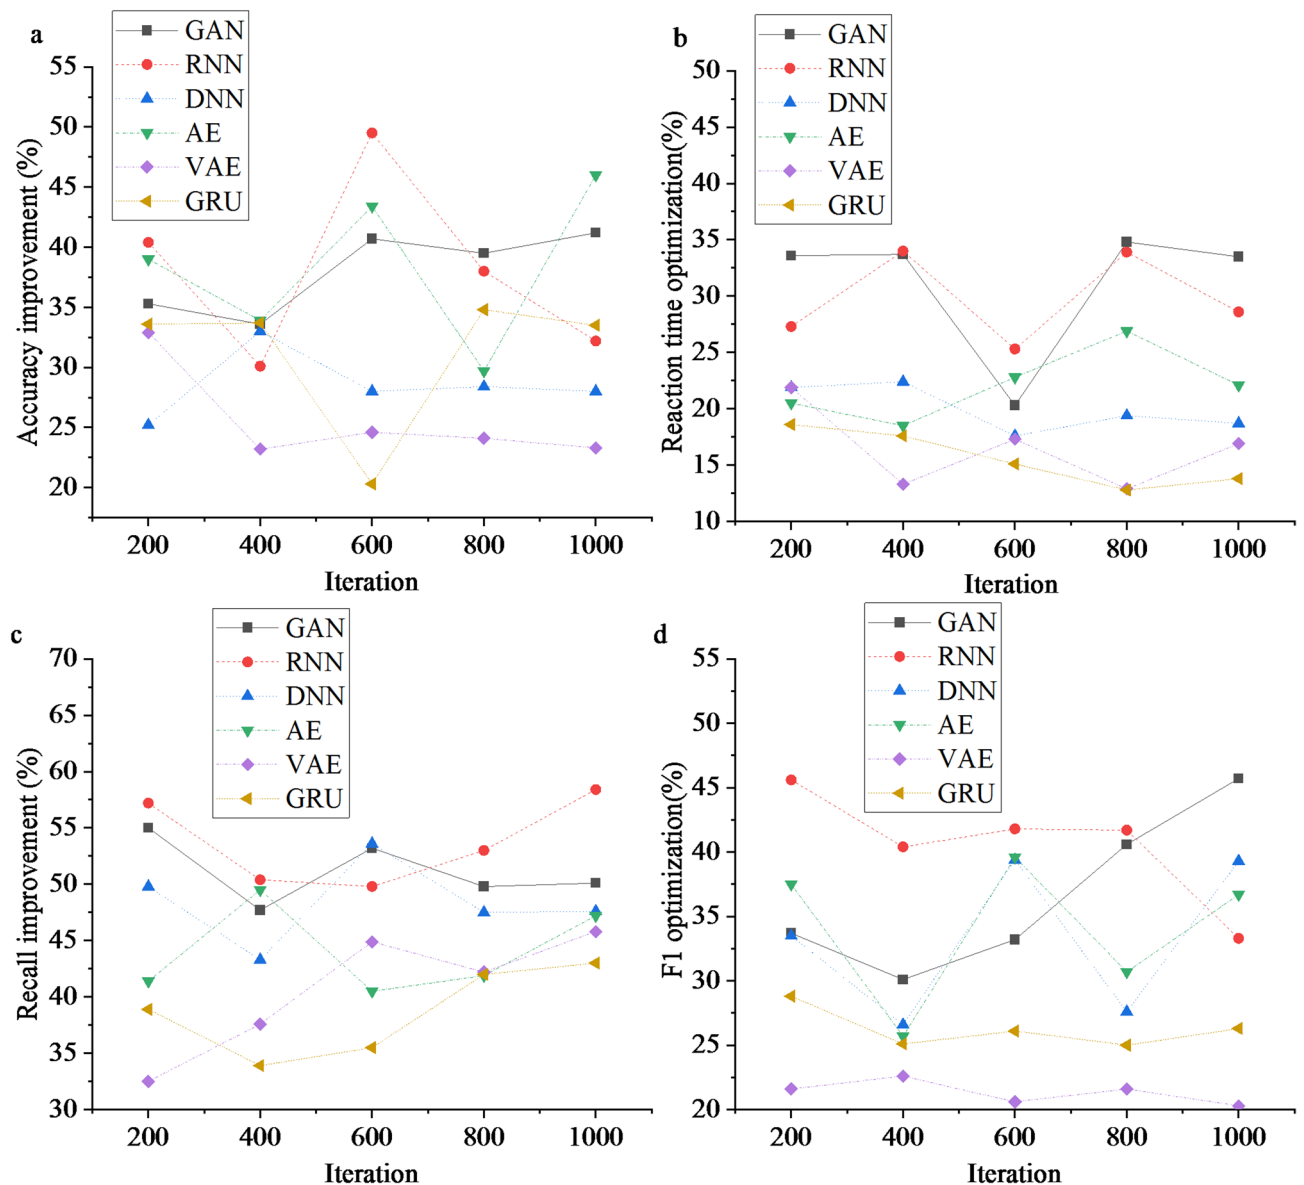 a
GAN
RNN
DNN
AE
VAE
GRU
Accuracy improvement (%)
55
50
45
40
35
30
25
20
200 400 600 800 1000
Iteration
b
GAN
RNN
DNN
AE
VAE
GRU
Reaction time optimization(%)
50
45
40
35
30
25
20
15
10
200 400 600 800 1000
Iteration
c
GAN
RNN
DNN
AE
VAE
GRU
Recall improvement (%)
70
65
60
55
50
45
40
35
30
200 400 600 800 1000
Iteration
d
GAN
RNN
DNN
AE
VAE
GRU
F1 optimization(%)
55
50
45
40
35
30
25
20
200 400 600 800 1000
Iteration